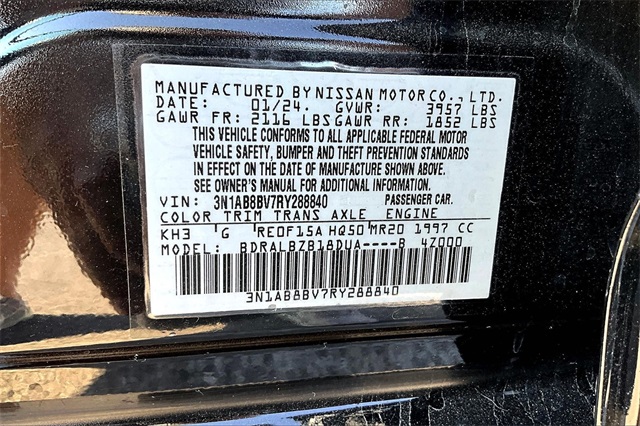 MANUFACTURED BY NISSAN MOTOR CO., LTD.
DATE: 01/24. GVWR: 3957 LBS
GAWR FR: 2116 LBS GAWR RR: 1852 LBS
THIS VEHICLE CONFORMS TO ALL APPLICABLE FEDERAL MOTOR
VEHICLE SAFETY, BUMPER AND THEFT PREVENTION STANDARDS
IN EFFECT ON THE DATE OF MANUFACTURE SHOWN ABOVE.
SEE OWNER'S MANUAL FOR ADDITIONAL INFORMATION.
VIN: 3N1AB8BV7RY288840 PASSENGER CAR.
COLOR TRIM TRANS AXLE ENGINE
KH3 G RE0F15A HQ50 MR20 1997 CC
MODEL: BDRALBZB18DUA----B 4Z000
3N1AB8BV7RY288840